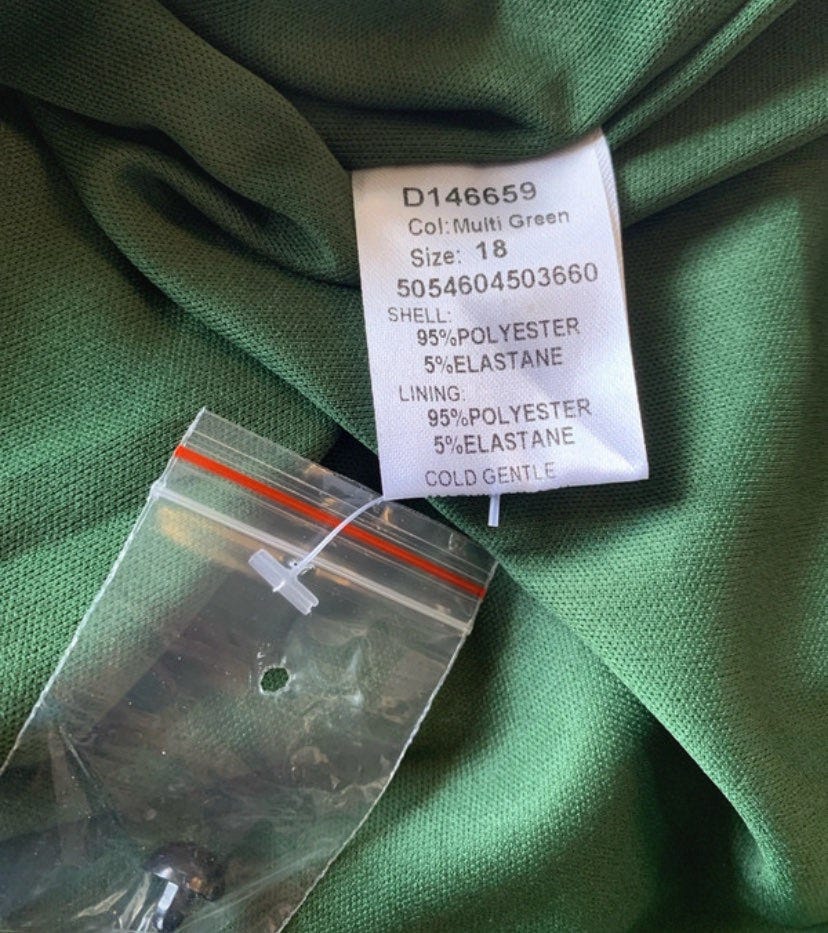 D146659
Col:Multi Green
Size: 18
5054604503660
SHELL:
95%POLYESTER
5%ELASTANE
LINING:
95%POLYESTER
5%ELASTANE
COLD GENTLE